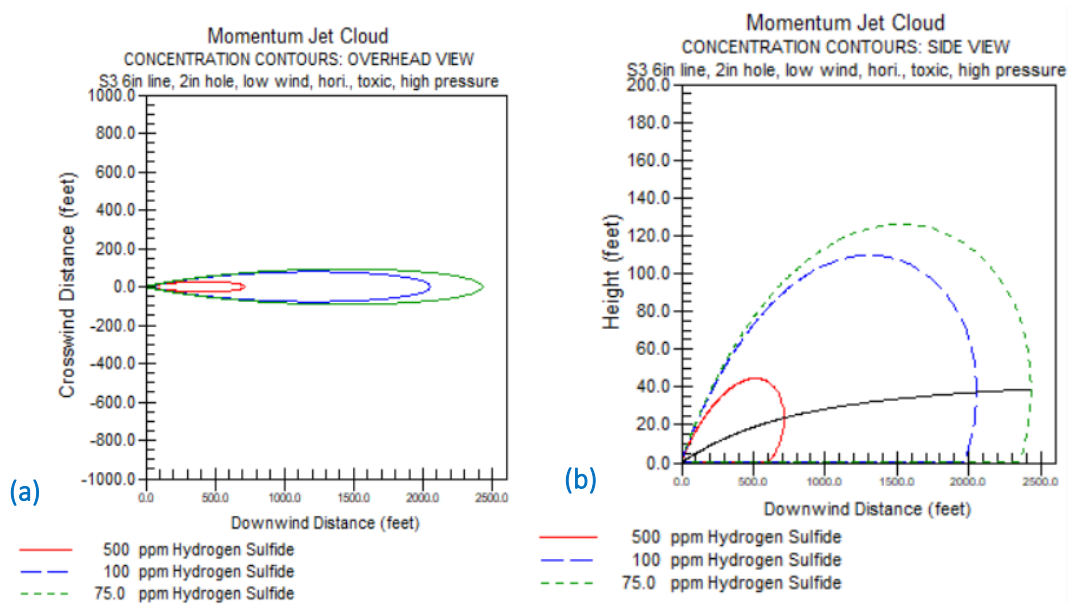 Momentum Jet Cloud
CONCENTRATION CONTOURS: OVERHEAD VIEW
S3 6in line, 2in hole, low wind, hori., toxic, high pressure
1000.0
800.0
600.0
400.0
200.0
0.0
-200.0
-400.0
-600.0
-800.0
-1000.0
Crosswind Distance (feet)
0.0 500.0 1000.0 1500.0 2000.0 2500.0
Downwind Distance (feet)
(a)
500 ppm Hydrogen Sulfide
100 ppm Hydrogen Sulfide
75.0 ppm Hydrogen Sulfide
Momentum Jet Cloud
CONCENTRATION CONTOURS: SIDE VIEW
S3 6in line, 2in hole, low wind, hori., toxic, high pressure
200.0
180.0
160.0
140.0
120.0
100.0
80.0
60.0
40.0
20.0
0.0
Height (feet)
0.0 500.0 1000.0 1500.0 2000.0 2500.0
Downwind Distance (feet)
(b)
500 ppm Hydrogen Sulfide
100 ppm Hydrogen Sulfide
75.0 ppm Hydrogen Sulfide